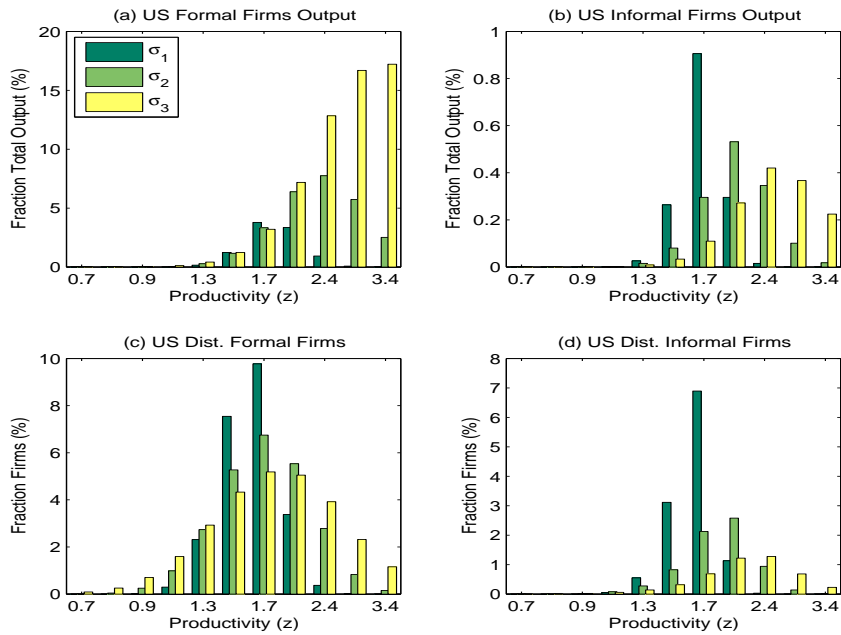 (a) US Formal Firms Output
20
15
10
5
0
Fraction Total Output (%)
σ1
σ2
σ3
0.7 0.9 1.3 1.7 2.4 3.4
Productivity (z)
(b) US Informal Firms Output
1
0.8
0.6
0.4
0.2
0
Fraction Total Output (%)
0.7 0.9 1.3 1.7 2.4 3.4
Productivity (z)
(c) US Dist. Formal Firms
10
8
6
4
2
0
Fraction Firms (%)
0.7 0.9 1.3 1.7 2.4 3.4
Productivity (z)
(d) US Dist. Informal Firms
8
7
6
5
4
3
2
1
0
Fraction Firms (%)
0.7 0.9 1.3 1.7 2.4 3.4
Productivity (z)